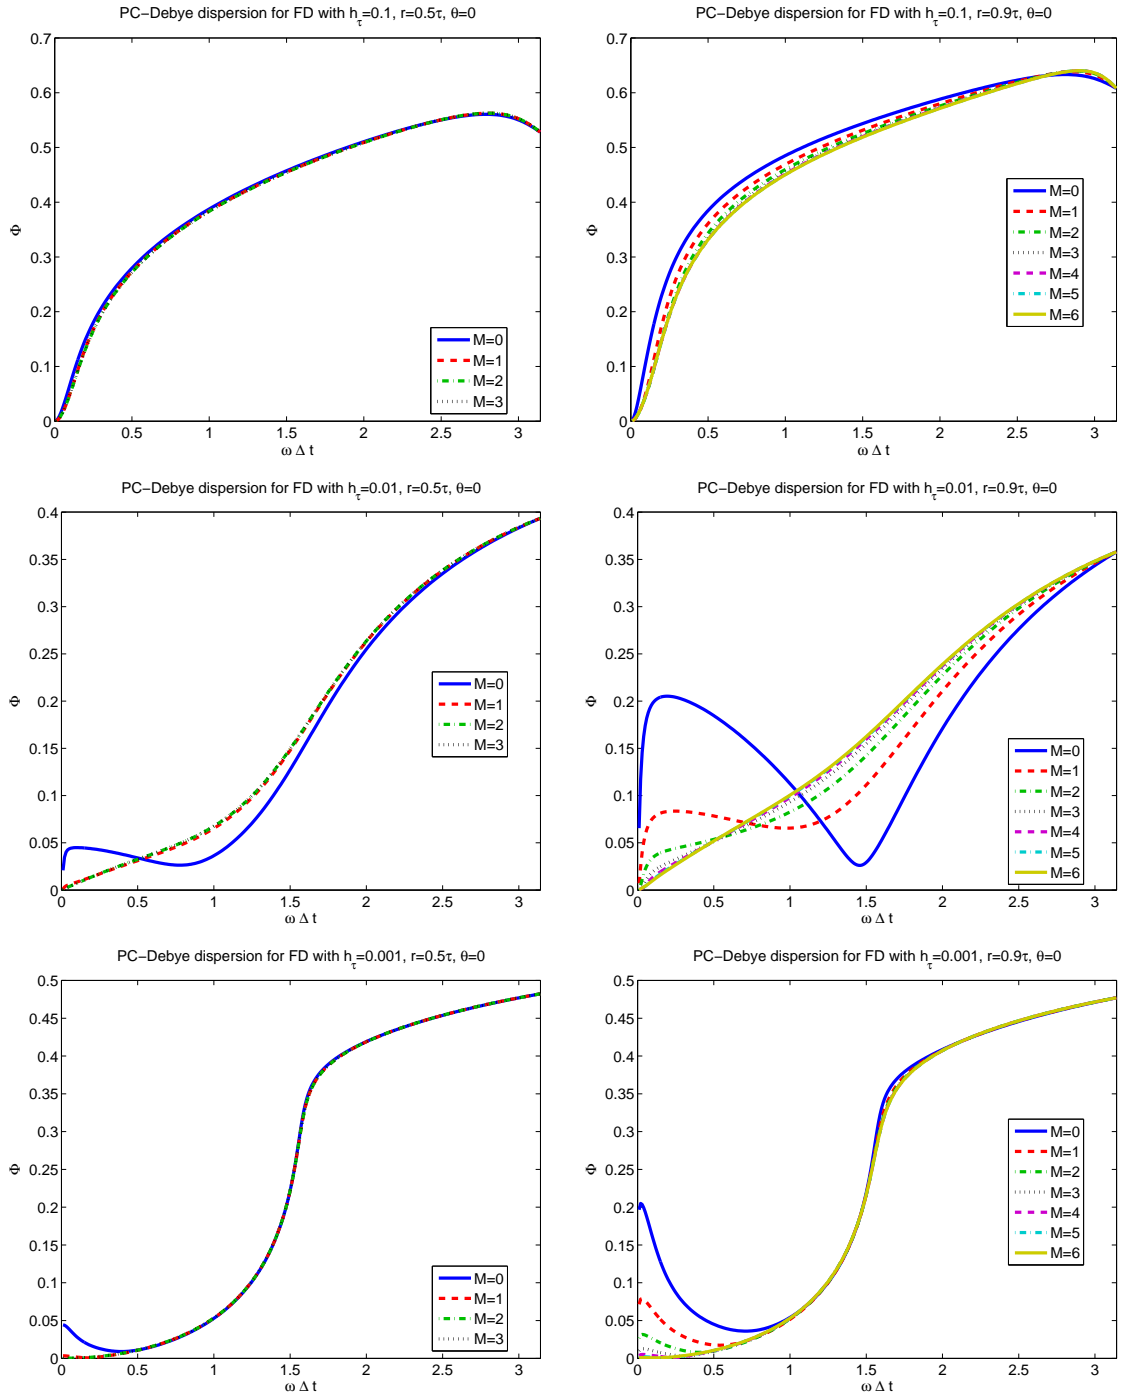 PC−Debye dispersion for FD with hτ=0.1, r=0.5τ, θ=0
0.7
0.6
0.5
0.4
0.3
0.2
0.1
0
Φ
0 0.5 1 1.5 2 2.5 3
ω Δ t
M=0
M=1
M=2
M=3
PC−Debye dispersion for FD with hτ=0.1, r=0.9τ, θ=0
0.7
0.6
0.5
0.4
0.3
0.2
0.1
0
Φ
0 0.5 1 1.5 2 2.5 3
ω Δ t
M=0
M=1
M=2
M=3
M=4
M=5
M=6
PC−Debye dispersion for FD with hτ=0.01, r=0.5τ, θ=0
0.4
0.35
0.3
0.25
0.2
0.15
0.1
0.05
0
Φ
0 0.5 1 1.5 2 2.5 3
ω Δ t
M=0
M=1
M=2
M=3
PC−Debye dispersion for FD with hτ=0.01, r=0.9τ, θ=0
0.4
0.35
0.3
0.25
0.2
0.15
0.1
0.05
0
Φ
0 0.5 1 1.5 2 2.5 3
ω Δ t
M=0
M=1
M=2
M=3
M=4
M=5
M=6
PC−Debye dispersion for FD with hτ=0.001, r=0.5τ, θ=0
0.5
0.45
0.4
0.35
0.3
0.25
0.2
0.15
0.1
0.05
0
Φ
0 0.5 1 1.5 2 2.5 3
ω Δ t
M=0
M=1
M=2
M=3
PC−Debye dispersion for FD with hτ=0.001, r=0.9τ, θ=0
0.5
0.45
0.4
0.35
0.3
0.25
0.2
0.15
0.1
0.05
0
Φ
0 0.5 1 1.5 2 2.5 3
ω Δ t
M=0
M=1
M=2
M=3
M=4
M=5
M=6